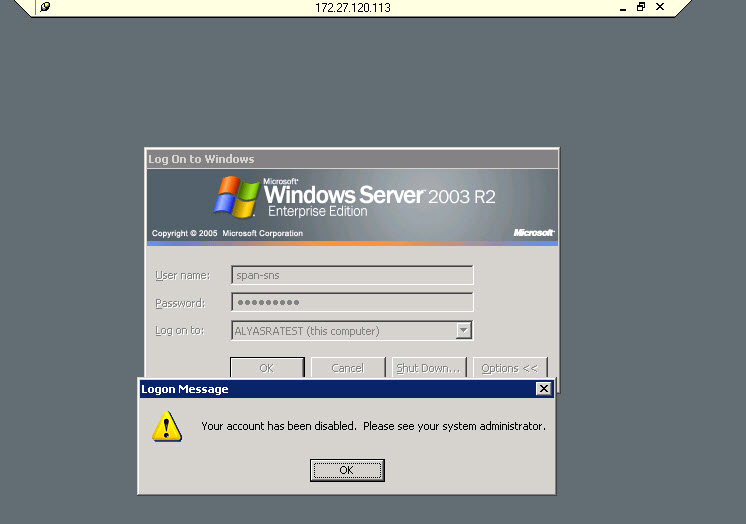 172.27.120.113
Log On to Windows
Microsoft®
Windows Server 2003 R2
Enterprise Edition
Copyright © 2005 Microsoft Corporation
Microsoft
User name: span-sns
Password: ●●●●●●●●●
Log on to: ALYASRATEST (this computer)
OK Cancel Shut Down... Options <<
Logon Message
Your account has been disabled. Please see your system administrator.
OK